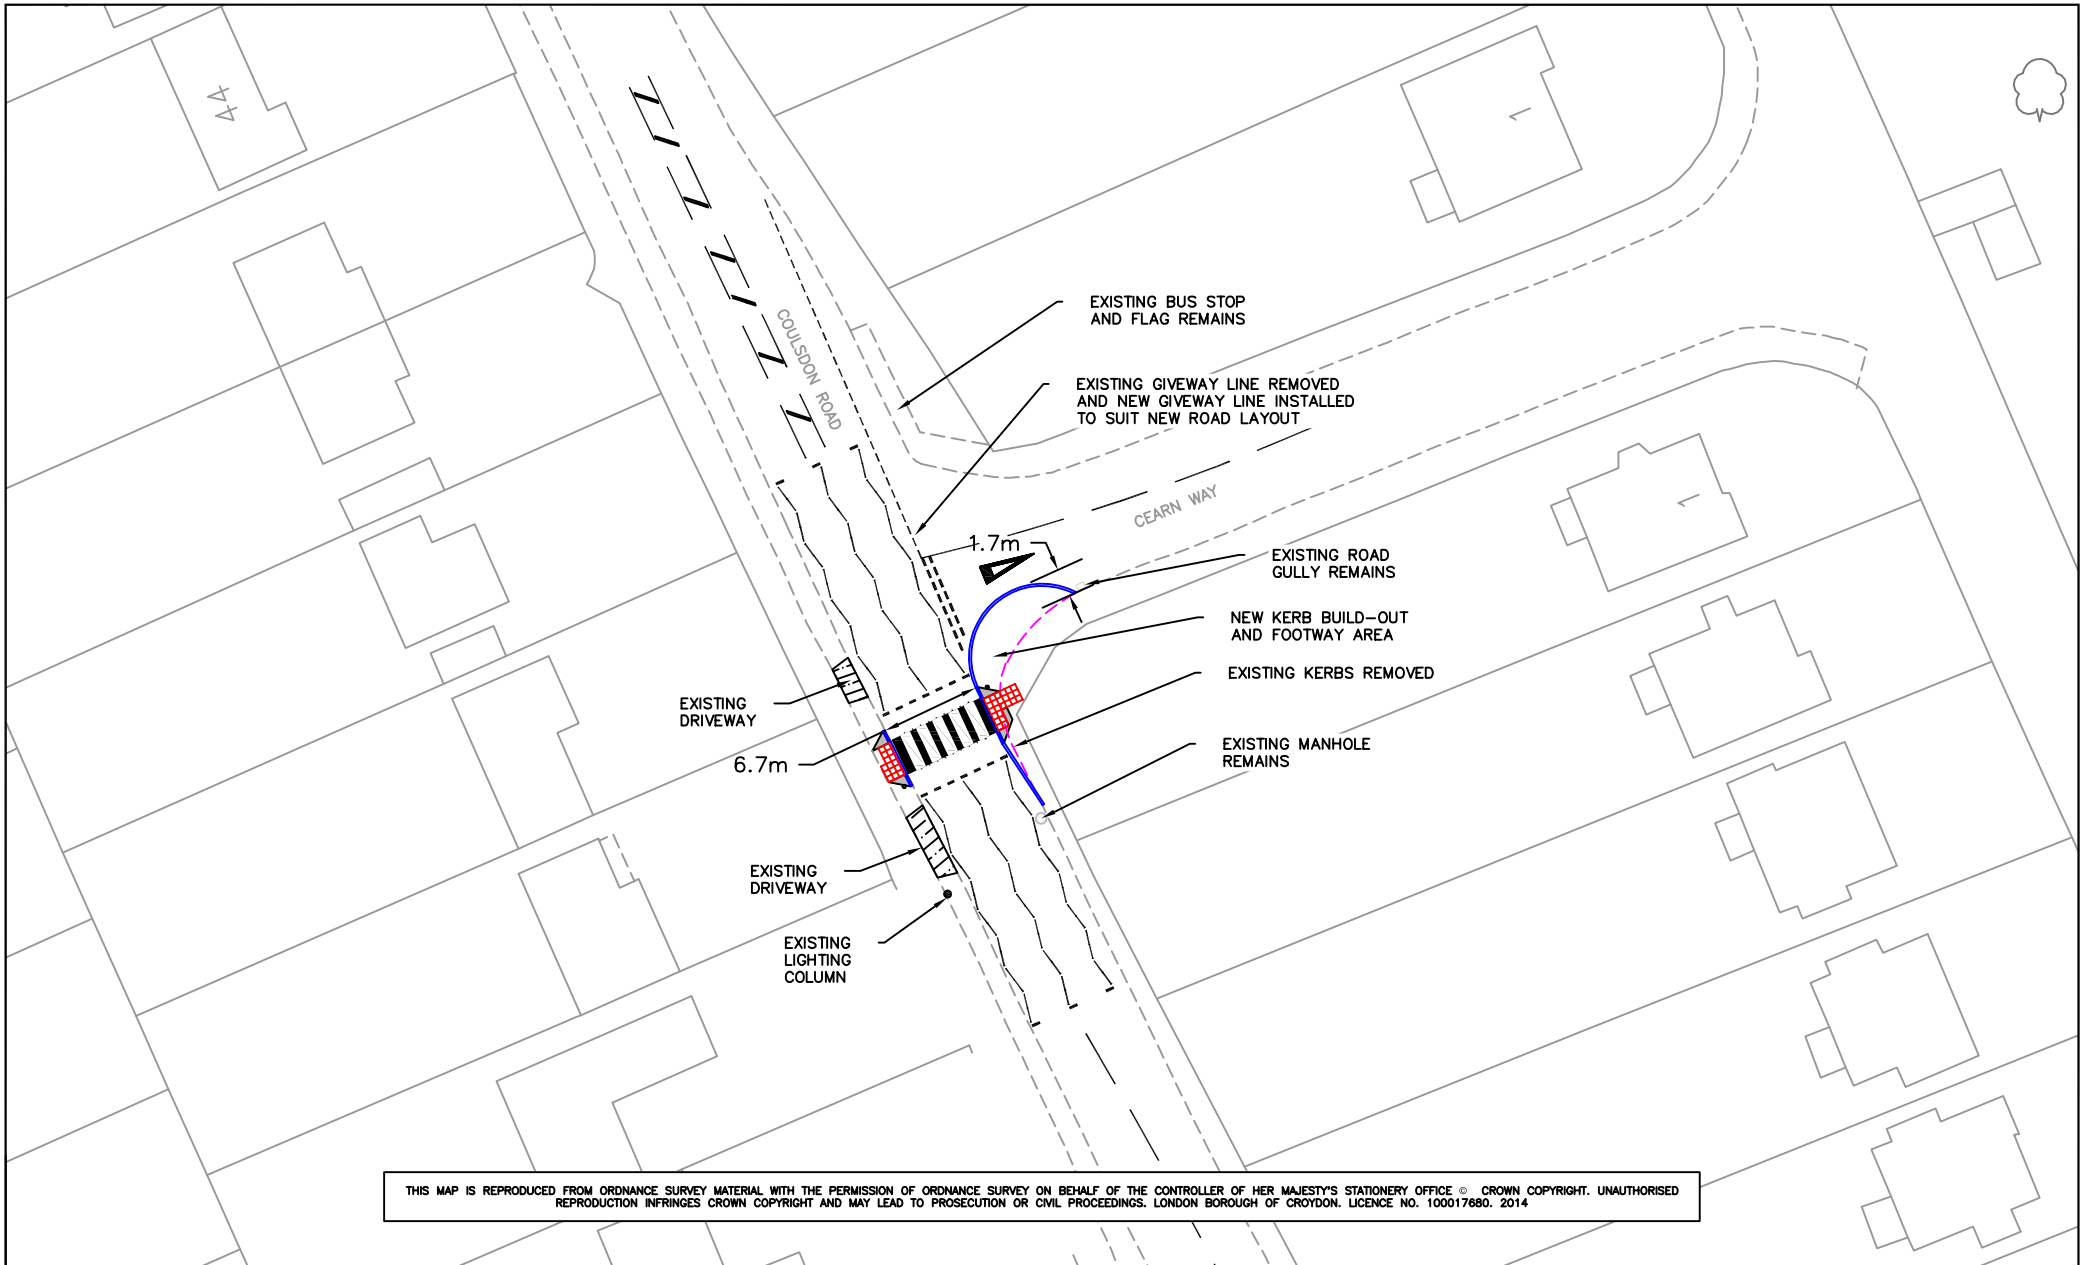 44
1
EXISTING BUS STOP
AND FLAG REMAINS
COULSDON ROAD
EXISTING GIVEWAY LINE REMOVED
AND NEW GIVEWAY LINE INSTALLED
TO SUIT NEW ROAD LAYOUT
CEARN WAY
1
1.7m
EXISTING ROAD
GULLY REMAINS
NEW KERB BUILD-OUT
AND FOOTWAY AREA
EXISTING KERBS REMOVED
EXISTING
DRIVEWAY
6.7m
EXISTING MANHOLE
REMAINS
EXISTING
DRIVEWAY
EXISTING
LIGHTING
COLUMN
THIS MAP IS REPRODUCED FROM ORDNANCE SURVEY MATERIAL WITH THE PERMISSION OF ORDNANCE SURVEY ON BEHALF OF THE CONTROLLER OF HER MAJESTY'S STATIONERY OFFICE © CROWN COPYRIGHT. UNAUTHORISED
REPRODUCTION INFRINGES CROWN COPYRIGHT AND MAY LEAD TO PROSECUTION OR CIVIL PROCEEDINGS. LONDON BOROUGH OF CROYDON. LICENCE NO. 100017680. 2014